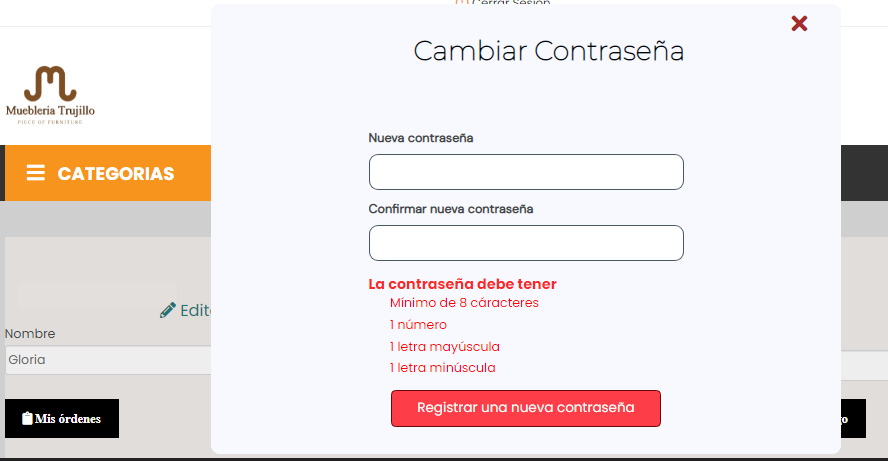 Cerrar Sesión
Cambiar Contraseña
Mueblería Trujillo
PIECE OF FURNITURE
Nueva contraseña
CATEGORIAS
Confirmar nueva contraseña
La contraseña debe tener
Mínimo de 8 cáracteres
1 número
1 letra mayúscula
1 letra minúscula
Edit
Nombre
Gloria
Registrar una nueva contraseña
Mis órdenes